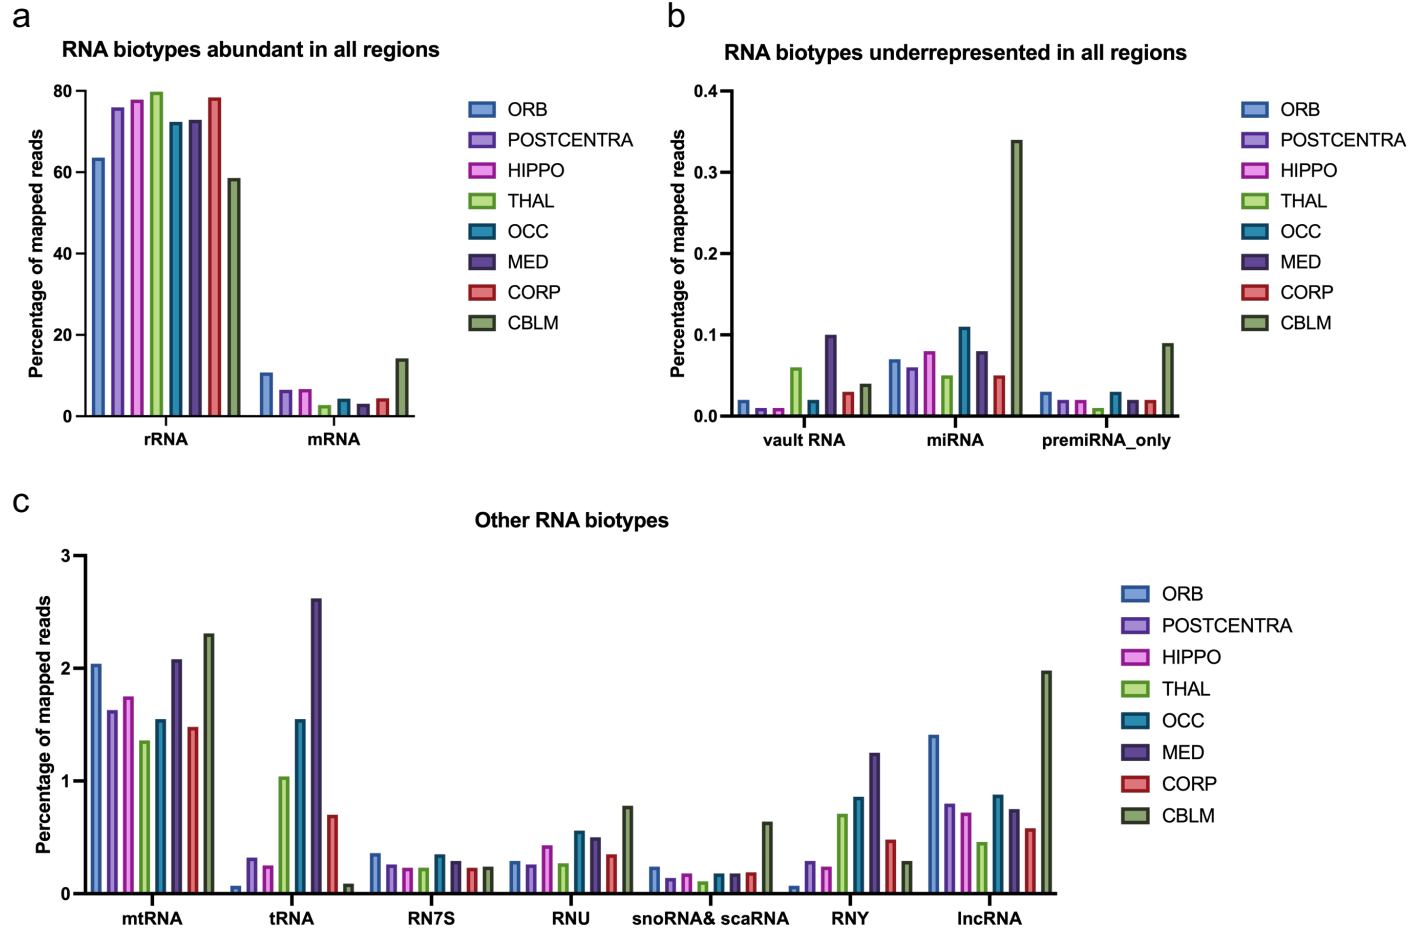 a
RNA biotypes abundant in all regions
Percentage of mapped reads
80
60
40
20
0
rRNA
mRNA
ORB
POSTCENTRA
HIPPO
THAL
OCC
MED
CORP
CBLM
b
RNA biotypes underrepresented in all regions
Percentage of mapped reads
0.4
0.3
0.2
0.1
0.0
vault RNA
miRNA
premiRNA_only
ORB
POSTCENTRA
HIPPO
THAL
OCC
MED
CORP
CBLM
c
Other RNA biotypes
Percentage of mapped reads
3
2
1
0
mtRNA
tRNA
RN7S
RNU
snoRNA& scaRNA
RNY
lncRNA
ORB
POSTCENTRA
HIPPO
THAL
OCC
MED
CORP
CBLM